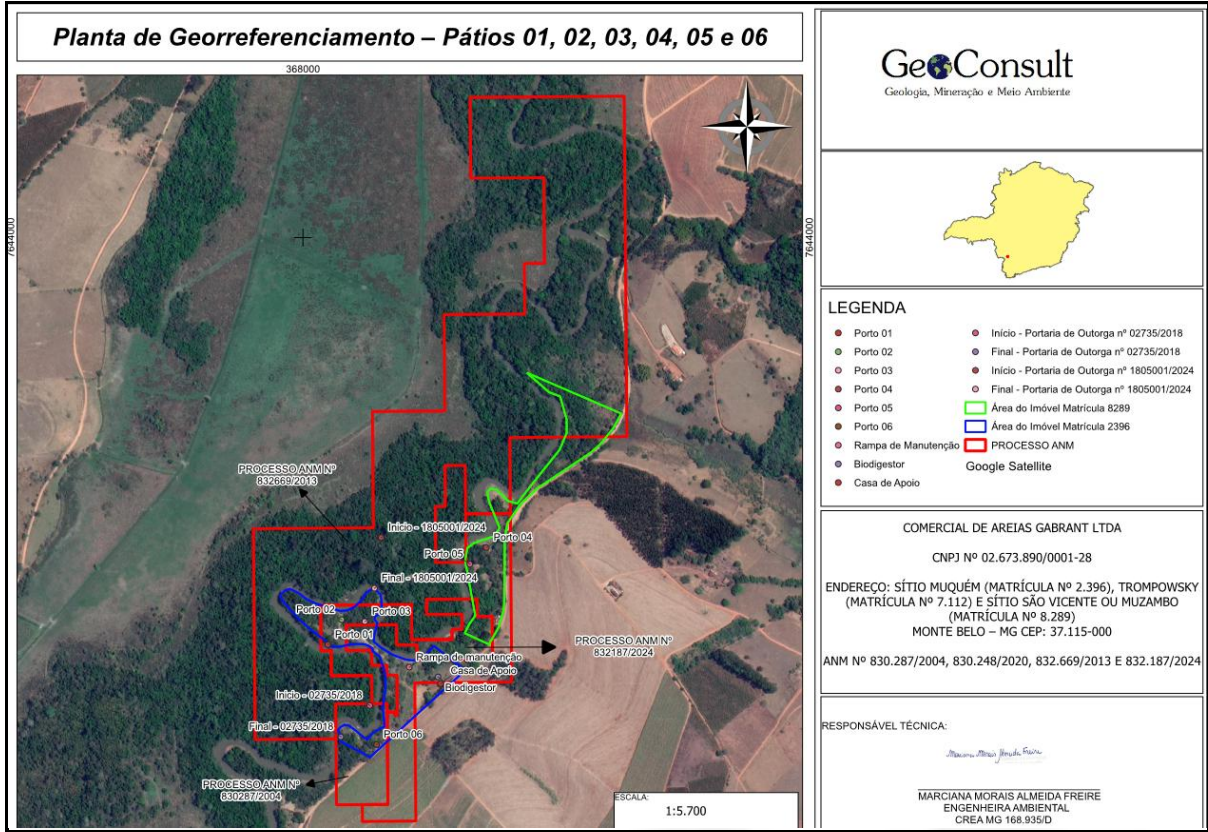 Planta de Georreferenciamento – Pátios 01, 02, 03, 04, 05 e 06
368000
7644000
7644000
PROCESSO ANM Nº
832669/2013
Início - 1805001/2024
Porto 04
Porto 05
Final - 1805001/2024
Porto 02
Porto 03
Porto 01
PROCESSO ANM Nº
832187/2024
Rampa de manutenção
Casa de Apoio
Biodigestor
Início - 02735/2018
Final - 02735/2018
Porto 06
PROCESSO ANM Nº
830287/2004
ESCALA:
1:5.700
GeoConsult
Geologia, Mineração e Meio Ambiente
LEGENDA
Porto 01
Porto 02
Porto 03
Porto 04
Porto 05
Porto 06
Rampa de Manutenção
Biodigestor
Casa de Apoio
Início - Portaria de Outorga nº 02735/2018
Final - Portaria de Outorga nº 02735/2018
Início - Portaria de Outorga nº 1805001/2024
Final - Portaria de Outorga nº 1805001/2024
Área do Imóvel Matrícula 8289
Área do Imóvel Matrícula 2396
PROCESSO ANM
Google Satellite
COMERCIAL DE AREIAS GABRANT LTDA
CNPJ Nº 02.673.890/0001-28
ENDEREÇO: SÍTIO MUQUÉM (MATRÍCULA Nº 2.396), TROMPOWSKY
(MATRÍCULA Nº 7.112) E SÍTIO SÃO VICENTE OU MUZAMBO
(MATRÍCULA Nº 8.289)
MONTE BELO – MG CEP: 37.115-000
ANM Nº 830.287/2004, 830.248/2020, 832.669/2013 E 832.187/2024
RESPONSÁVEL TÉCNICA:
Marciana Morais Almeida Freire
MARCIANA MORAIS ALMEIDA FREIRE
ENGENHEIRA AMBIENTAL
CREA MG 168.935/D